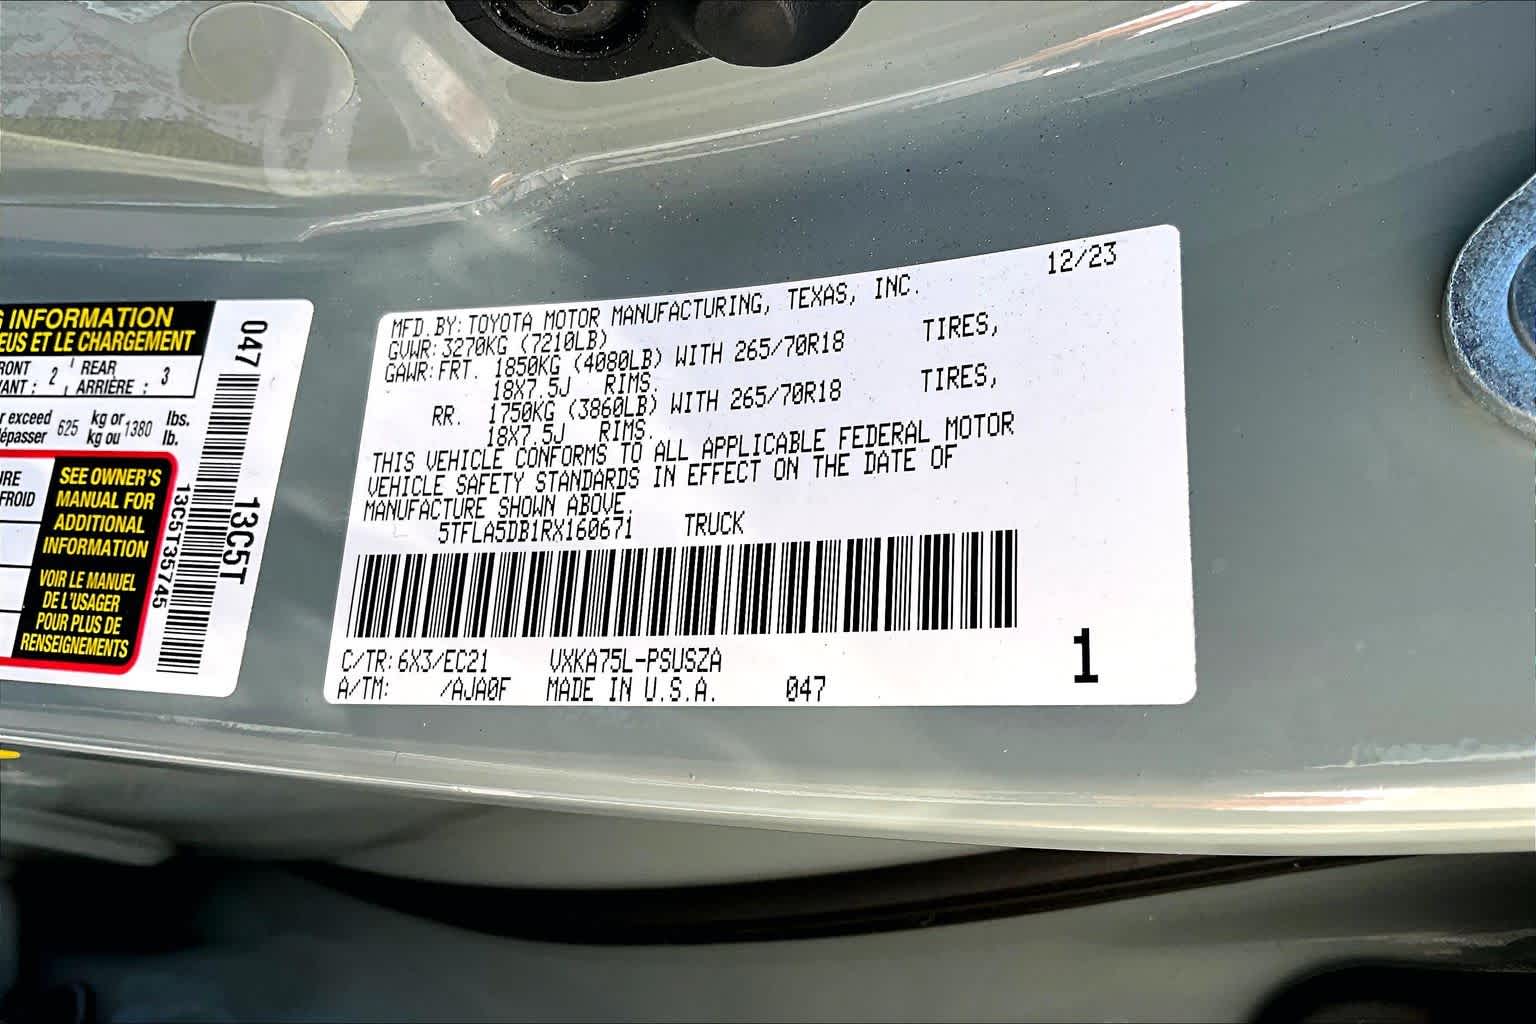 INFORMATION
EUS ET LE CHARGEMENT
RONT 2 REAR 3
VANT : ARRIÈRE :
r exceed 625 kg or 1380 lbs.
épasser kg ou lb.
FROID
SEE OWNER'S
MANUAL FOR
ADDITIONAL
INFORMATION
VOIR LE MANUEL
DE L'USAGER
POUR PLUS DE
RENSEIGNEMENTS
047
13C5T
13C5T35745
12/23
MFD.BY:TOYOTA MOTOR MANUFACTURING, TEXAS, INC.
GVWR:3270KG (7210LB)
GAWR:FRT. 1850KG (4080LB) WITH 265/70R18 TIRES,
18X7.5J RIMS.
RR. 1750KG (3860LB) WITH 265/70R18 TIRES,
18X7.5J RIMS.
THIS VEHICLE CONFORMS TO ALL APPLICABLE FEDERAL MOTOR
VEHICLE SAFETY STANDARDS IN EFFECT ON THE DATE OF
MANUFACTURE SHOWN ABOVE.
5TFLA5DB1RX160671 TRUCK
C/TR:6X3/EC21 VXKA75L-PSUSZA
A/TM: /AJA0F MADE IN U.S.A. 047
1